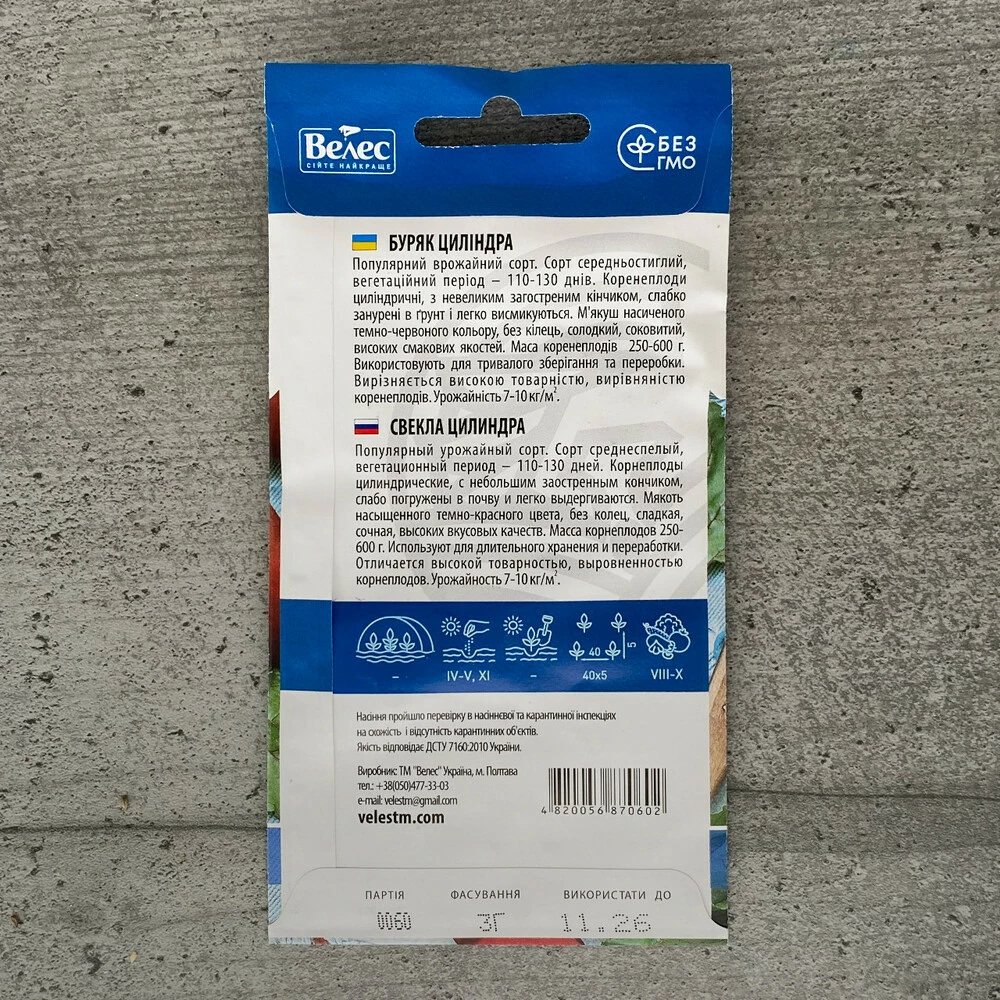 Велес
СІЙТЕ НАЙКРАЩЕ
БЕЗ
ГМО
БУРЯК ЦИЛІНДРА
Популярний врожайний сорт. Сорт середньостиглий,
вегетаційний період – 110-130 днів. Коренеплоди
циліндричні, з невеликим загостреним кінчиком, слабо
занурені в ґрунт і легко висмикуються. М'якуш насиченого
темно-червоного кольору, без кілець, солодкий, соковитий,
високих смакових якостей. Маса коренеплодів 250-600 г.
Використовують для тривалого зберігання та переробки.
Вирізняється високою товарністю, вирівняністю
коренеплодів. Урожайність 7-10 кг/м².
СВЕКЛА ЦИЛИНДРА
Популярный урожайный сорт. Сорт среднеспелый,
вегетационный период – 110-130 дней. Корнеплоды
цилиндрические, с небольшим заостренным кончиком,
слабо погружены в почву и легко выдергиваются. Мякоть
насыщенного темно-красного цвета, без колец, сладкая,
сочная, высоких вкусовых качеств. Масса корнеплодов 250-
600 г. Используют для длительного хранения и переработки.
Отличается высокой товарностью, выровненностью
корнеплодов. Урожайность 7-10 кг/м².
40
5
– IV-V, XI – 40x5 VIII-X
Насіння пройшло перевірку в насіннєвої та карантинної інспекціях
на схожість і відсутність карантинних об'єктів.
Якість відповідає ДСТУ 7160:2010 України.
Виробник: ТМ "Велес" Україна, м. Полтава
тел.: +38(050)477-33-03
e-mail: velestm@gmail.com
velestm.com
4 820056 870602
ПАРТІЯ ФАСУВАННЯ ВИКОРИСТАТИ ДО
0060 3Г 11.26